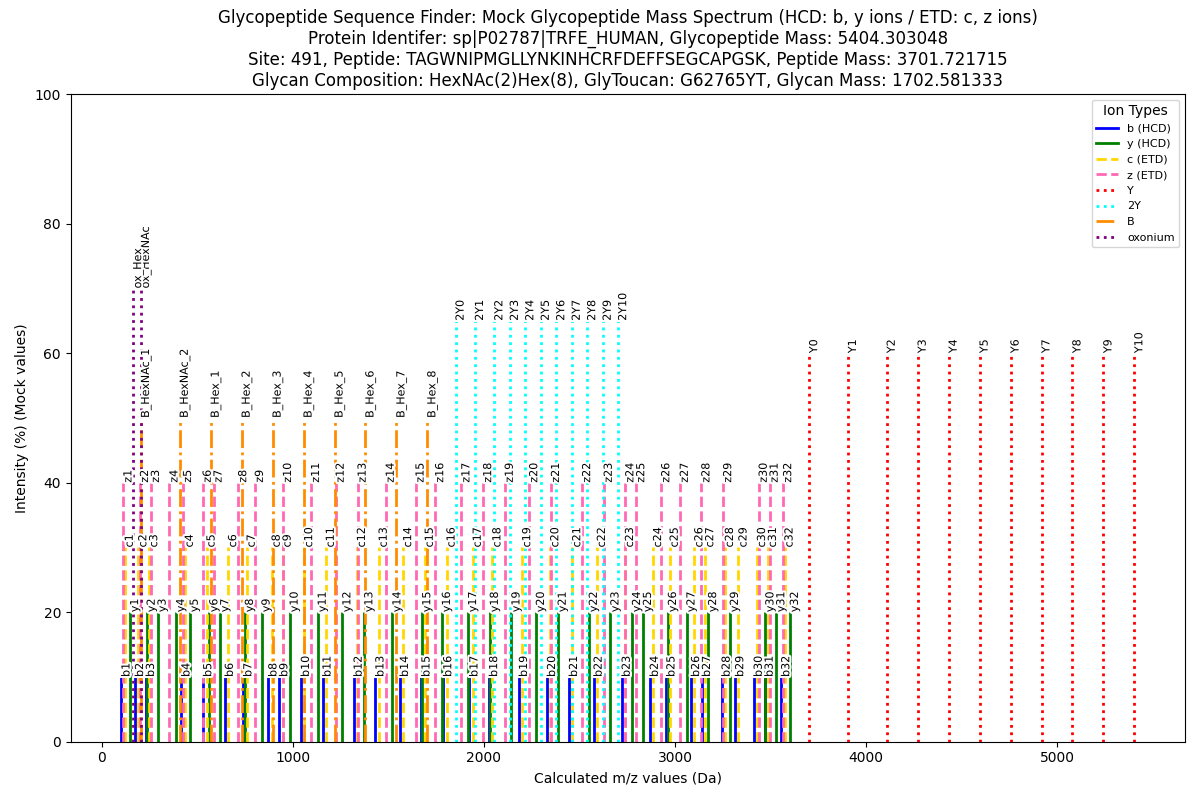 Glycopeptide Sequence Finder: Mock Glycopeptide Mass Spectrum (HCD: b, y ions / ETD: c, z ions)
Protein Identifer: sp|P02787|TRFE_HUMAN, Glycopeptide Mass: 5404.303048
Site: 491, Peptide: TAGWNIPMGLLYNKINHCRFDEFFSEGCAPGSK, Peptide Mass: 3701.721715
Glycan Composition: HexNAc(2)Hex(8), GlyToucan: G62765YT, Glycan Mass: 1702.581333
Intensity (%) (Mock values)
100
80
60
40
20
0
Ion Types
b (HCD)
y (HCD)
c (ETD)
z (ETD)
Y
2Y
B
oxonium
ox_Hex
ox_HexNAc
2Y0
2Y1
2Y2
2Y3
2Y4
2Y5
2Y6
2Y7
2Y8
2Y9
2Y10
Y0
Y1
Y2
Y3
Y4
Y5
Y6
Y7
Y8
Y9
Y10
B_HexNAc_1
B_HexNAc_2
B_Hex_1
B_Hex_2
B_Hex_3
B_Hex_4
B_Hex_5
B_Hex_6
B_Hex_7
B_Hex_8
z1
z2
z3
z4
z5
z6
z7
z8
z9
z10
z11
z12
z13
z14
z15
z16
z17
z18
z19
z20
z21
z22
z23
z24
z25
z26
z27
z28
z29
z30
z31
z32
c1
c2
c3
c4
c5
c6
c7
c8
c9
c10
c11
c12
c13
c14
c15
c16
c17
c18
c19
c20
c21
c22
c23
c24
c25
c26
c27
c28
c29
c30
c31
c32
y1
y2
y3
y4
y5
y6
y7
y8
y9
y10
y11
y12
y13
y14
y15
y16
y17
y18
y19
y20
y21
y22
y23
y24
y25
y26
y27
y28
y29
y30
y31
y32
b1
b2
b3
b4
b5
b6
b7
b8
b9
b10
b11
b12
b13
b14
b15
b16
b17
b18
b19
b20
b21
b22
b23
b24
b25
b26
b27
b28
b29
b30
b31
b32
0
1000
2000
3000
4000
5000
Calculated m/z values (Da)